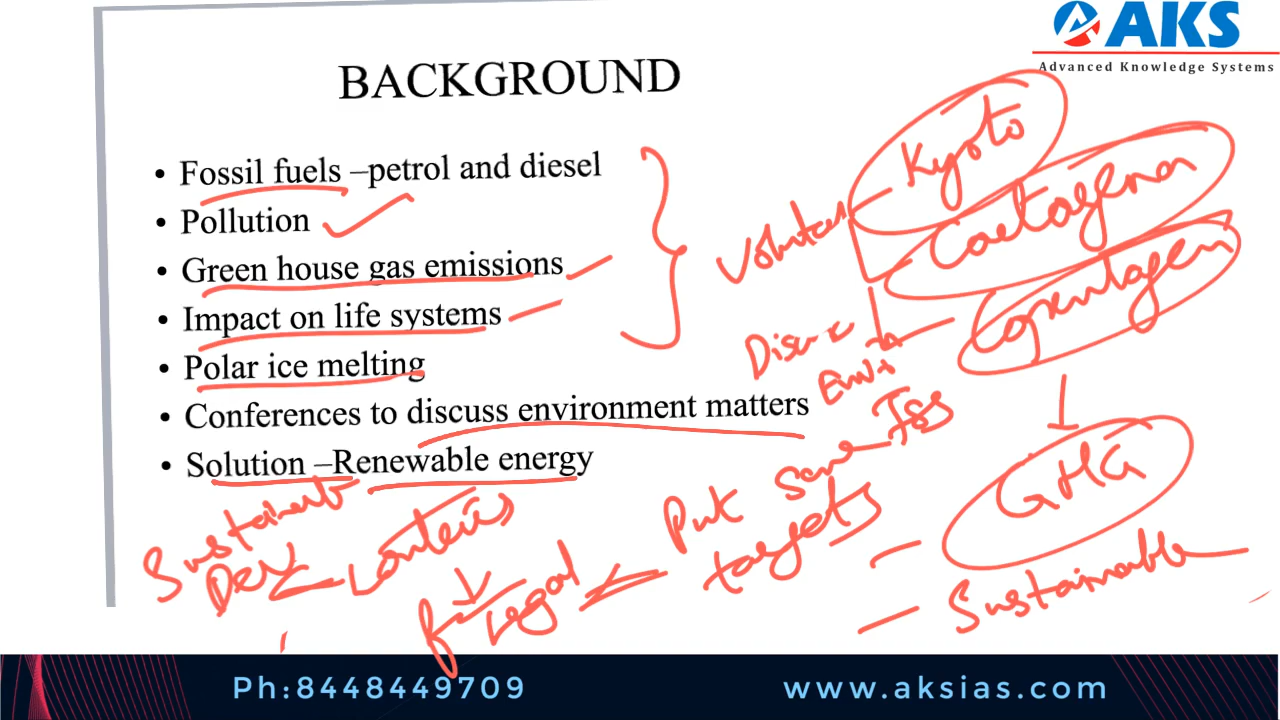 AKS
Advanced Knowledge Systems
BACKGROUND
• Fossil fuels –petrol and diesel
• Pollution
• Green house gas emissions
• Impact on life systems
• Polar ice melting
• Conferences to discuss environment matters
• Solution –Renewable energy
Kyoto
GHG
Put some
targets
Legal
Sustainable
Ph:8448449709
www.aksias.com